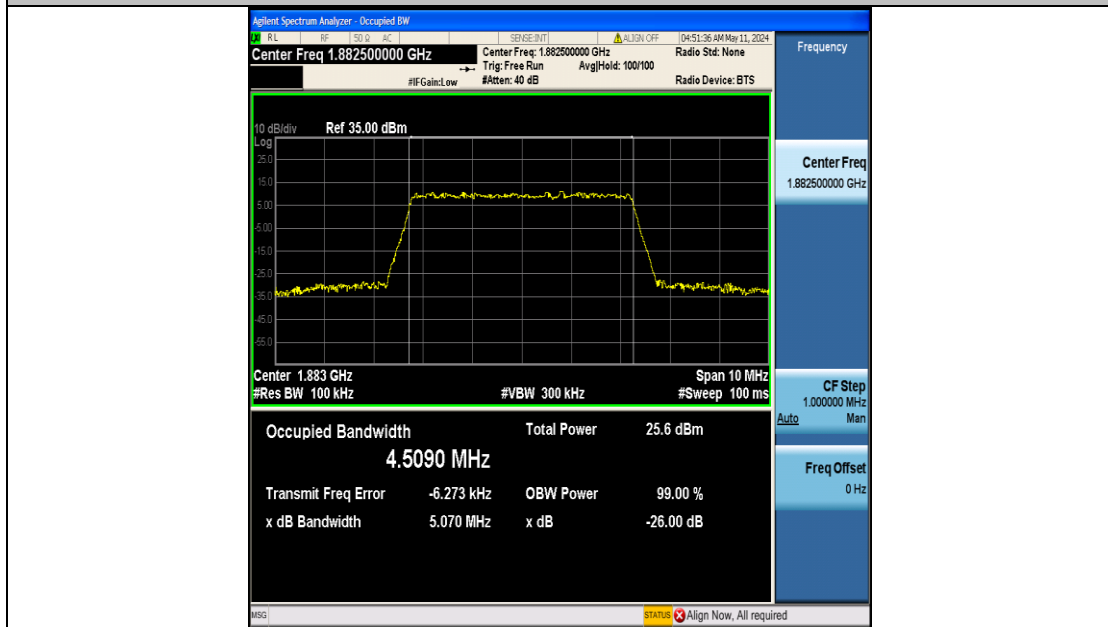 Agilent Spectrum Analyzer - Occupied BW
LXI RL RF 50 Ω AC SENSE:INT ALIGN OFF 04:51:36 AM May 11, 2024
Center Freq 1.882500000 GHz
Center Freq: 1.882500000 GHz
Radio Std: None
Trig: Free Run Avg|Hold: 100/100
#IFGain:Low #Atten: 40 dB Radio Device: BTS
Frequency
10 dB/div Ref 35.00 dBm
Log
25.0
15.0
5.00
-5.00
-15.0
-25.0
-35.0
-45.0
-55.0
Center 1.883 GHz Span 10 MHz
#Res BW 100 kHz #VBW 300 kHz #Sweep 100 ms
Occupied Bandwidth Total Power 25.6 dBm
4.5090 MHz
Transmit Freq Error -6.273 kHz OBW Power 99.00 %
x dB Bandwidth 5.070 MHz x dB -26.00 dB
Center Freq
1.882500000 GHz
CF Step
1.000000 MHz
Auto Man
Freq Offset
0 Hz
MSG STATUS Align Now, All required